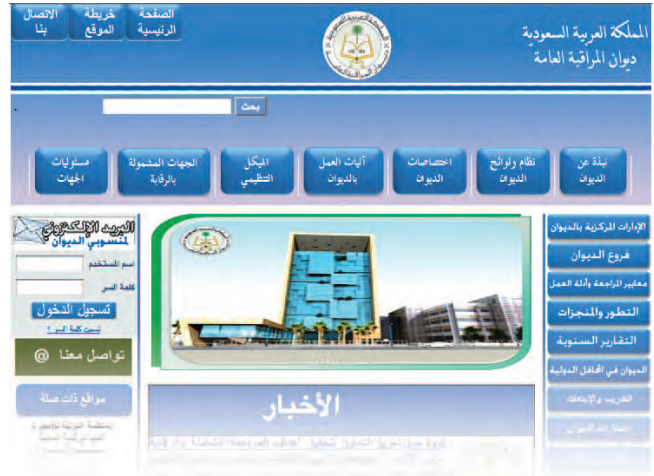 المملكة العربية السعودية
ديوان المراقبة العامة
الصفحة
الرئيسية
خريطة
الموقع
الاتصال
بنا
بحث
نبذة عن
الديوان
نظام ولوائح
الديوان
اختصاصات
الديوان
آليات العمل
بالديوان
الهيكل
التنظيمي
الجهات المشمولة
بالرقابة
مسئوليات
الجهات
الإدارات المركزية بالديوان
فروع الديوان
معايير المراجعة وأدلة العمل
التطور والمنجزات
التقارير السنوية
الديوان في المحافل الدولية
التدريب والإبتعاث
إصدارات الديوان
الأخبار
البريد الإلكتروني
لمنسوبي الديوان
اسم المستخدم
كلمة السر
تسجيل الدخول
نسيت كلمة السر ؟
تواصل معنا @
مواقع ذات صلة